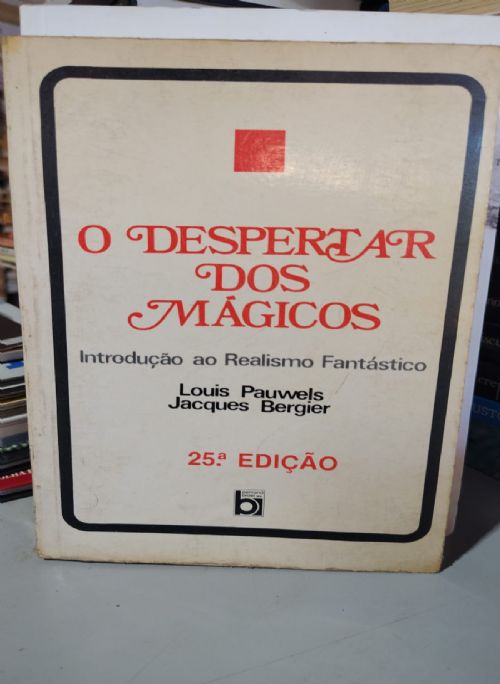 O DESPERTAR
DOS
MÁGICOS
Introdução ao Realismo Fantástico
Louis Pauwels
Jacques Bergier
25.ª EDIÇÃO